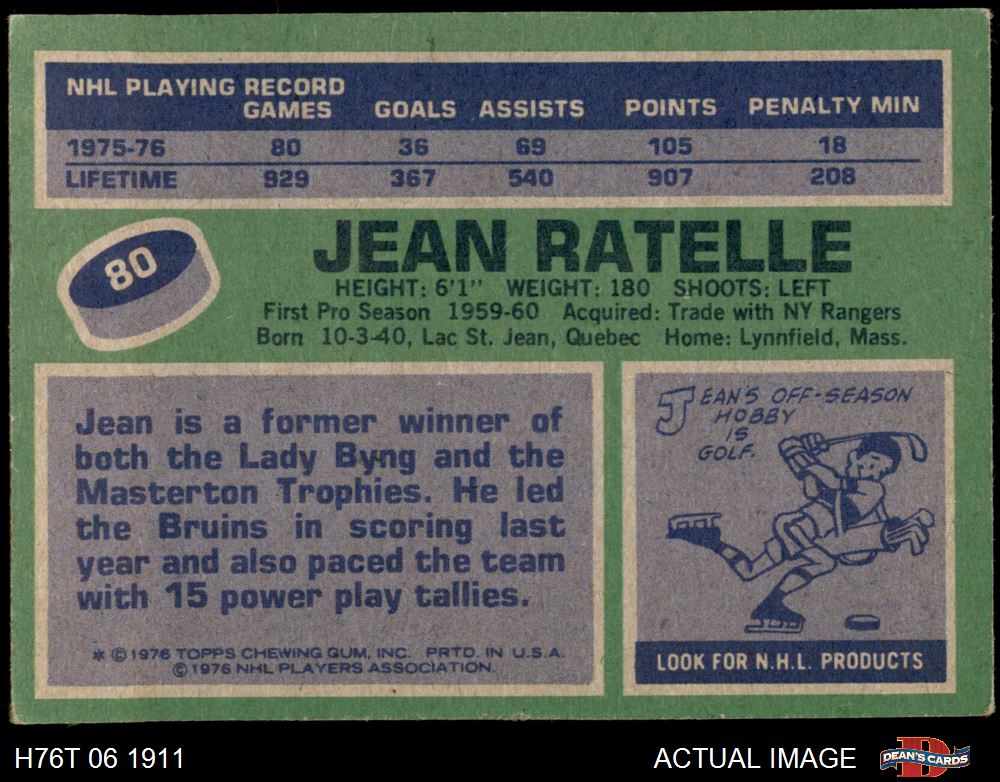 NHL PLAYING RECORD
GAMES GOALS ASSISTS POINTS PENALTY MIN
1975-76 80 36 69 105 18
LIFETIME 929 367 540 907 208
80
JEAN RATELLE
HEIGHT: 6'1" WEIGHT: 180 SHOOTS: LEFT
First Pro Season 1959-60 Acquired: Trade with NY Rangers
Born 10-3-40, Lac St. Jean, Quebec Home: Lynnfield, Mass.
Jean is a former winner of
both the Lady Byng and the
Masterton Trophies. He led
the Bruins in scoring last
year and also paced the team
with 15 power play tallies.
* © 1976 TOPPS CHEWING GUM, INC. PRTD. IN U.S.A.
© 1976 NHL PLAYERS ASSOCIATION.
JEAN'S OFF-SEASON
HOBBY
IS
GOLF.
LOOK FOR N.H.L. PRODUCTS
H76T 06 1911
ACTUAL IMAGE
DEAN'S CARDS